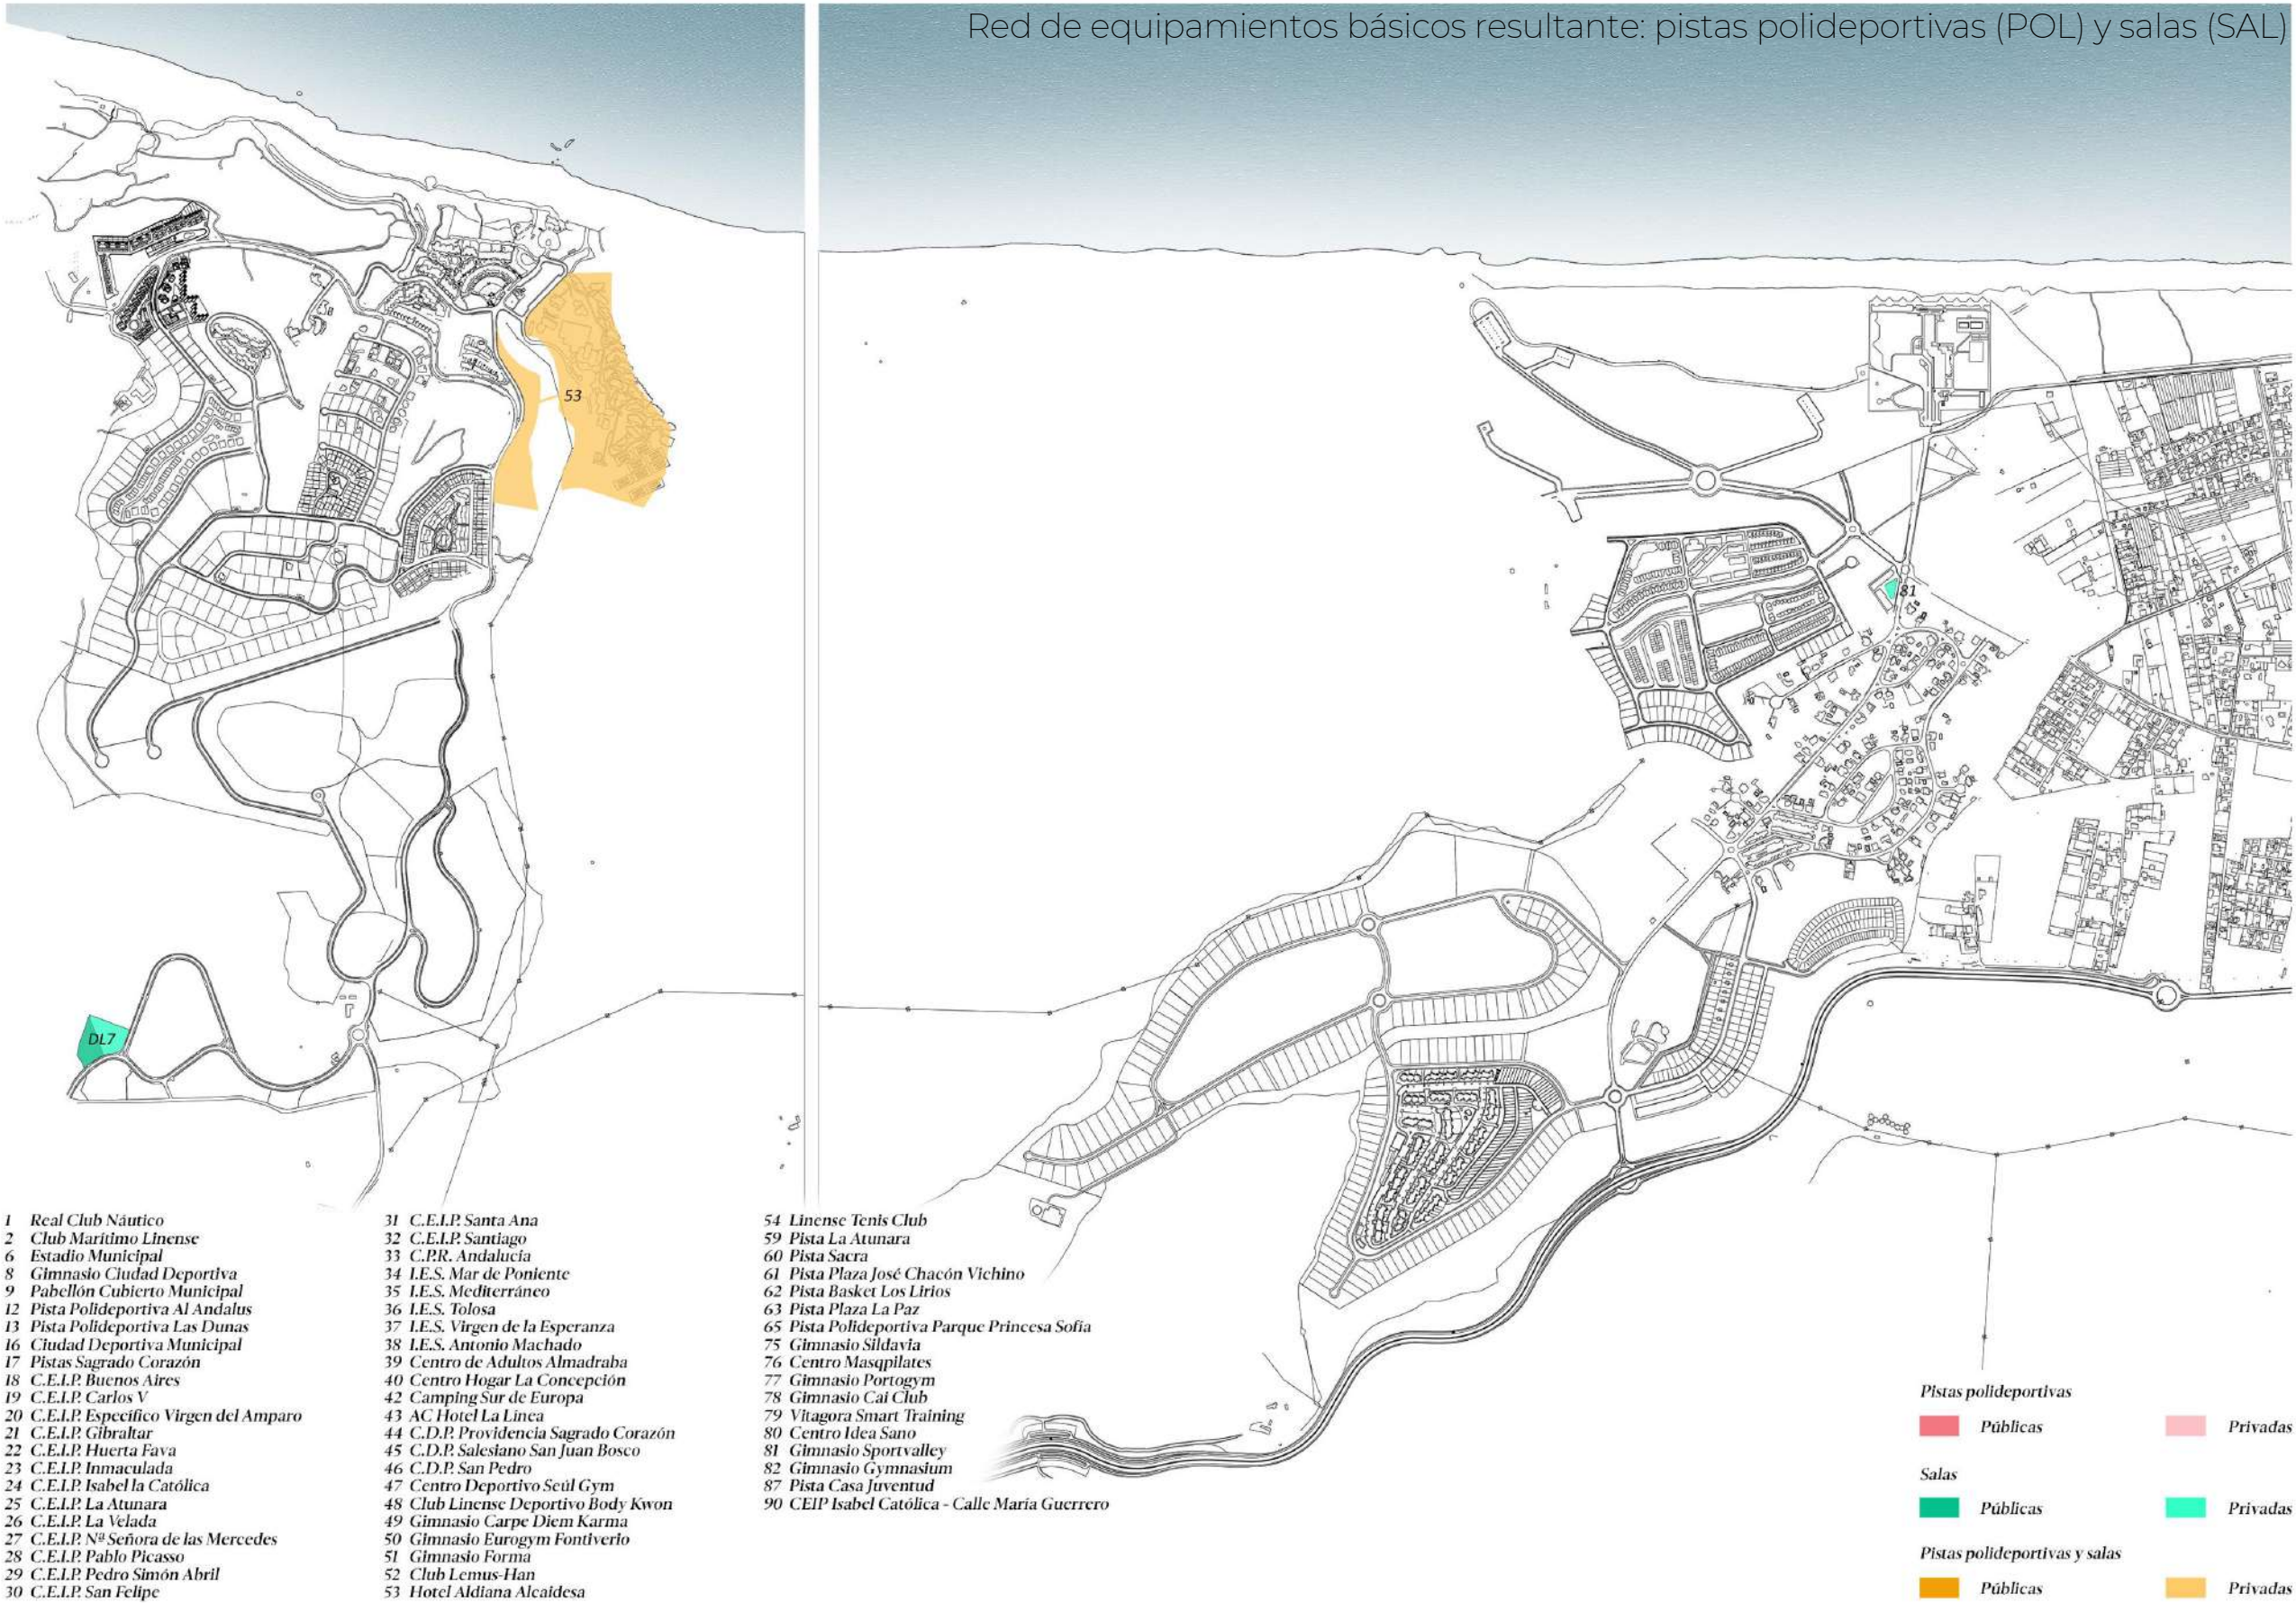 Red de equipamientos básicos resultante: pistas polideportivas (POL) y salas (SAL)
53
81
DL7
1 Real Club Náutico
2 Club Marítimo Linense
6 Estadio Municipal
8 Gimnasio Ciudad Deportiva
9 Pabellón Cubierto Municipal
12 Pista Polideportiva Al Andalus
13 Pista Polideportiva Las Dunas
16 Ciudad Deportiva Municipal
17 Pistas Sagrado Corazón
18 C.E.I.P. Buenos Aires
19 C.E.I.P. Carlos V
20 C.E.I.P. Específico Virgen del Amparo
21 C.E.I.P. Gibraltar
22 C.E.I.P. Huerta Fava
23 C.E.I.P. Inmaculada
24 C.E.I.P. Isabella Católica
25 C.E.I.P. La Atunara
26 C.E.I.P. La Velada
27 C.E.I.P. Nª Señora de las Mercedes
28 C.E.I.P. Pablo Picasso
29 C.E.I.P. Pedro Simón Abril
30 C.E.I.P. San Felipe
31 C.E.I.P. Santa Ana
32 C.E.I.P. Santiago
33 C.P.R. Andalucía
34 I.E.S. Mar de Poniente
35 I.E.S. Mediterráneo
36 I.E.S. Tolosa
37 I.E.S. Virgen de la Esperanza
38 I.E.S. Antonio Machado
39 Centro de Adultos Almadraba
40 Centro Hogar La Concepción
42 Camping Sur de Europa
43 AC Hotel La Línea
44 C.D.P. Providencia Sagrado Corazón
45 C.D.P. Salesiano San Juan Bosco
46 C.D.P. San Pedro
47 Centro Deportivo Seúl Gym
48 Club Linense Deportivo Body Kwon
49 Gimnasio Carpe Diem Karma
50 Gimnasio Eurogym Fontiverio
51 Gimnasio Forma
52 Club Lemus-Han
53 Hotel Aldiana Alcaidesa
54 Linense Tenis Club
59 Pista La Atunara
60 Pista Sacra
61 Pista Plaza José Chacón Vichino
62 Pista Basket Los Lirios
63 Pista Plaza La Paz
65 Pista Polideportiva Parque Princesa Sofía
75 Gimnasio Sildavia
76 Centro Masqpilates
77 Gimnasio Portogym
78 Gimnasio Cai Club
79 Vitagora Smart Training
80 Centro Idea Sano
81 Gimnasio Sportvalley
82 Gimnasio Gymnasium
87 Pista Casa Juventud
90 CEIP Isabel Católica - Calle María Guerrero
Pistas polideportivas
Públicas Privadas
Salas
Públicas Privadas
Pistas polideportivas y salas
Públicas Privadas